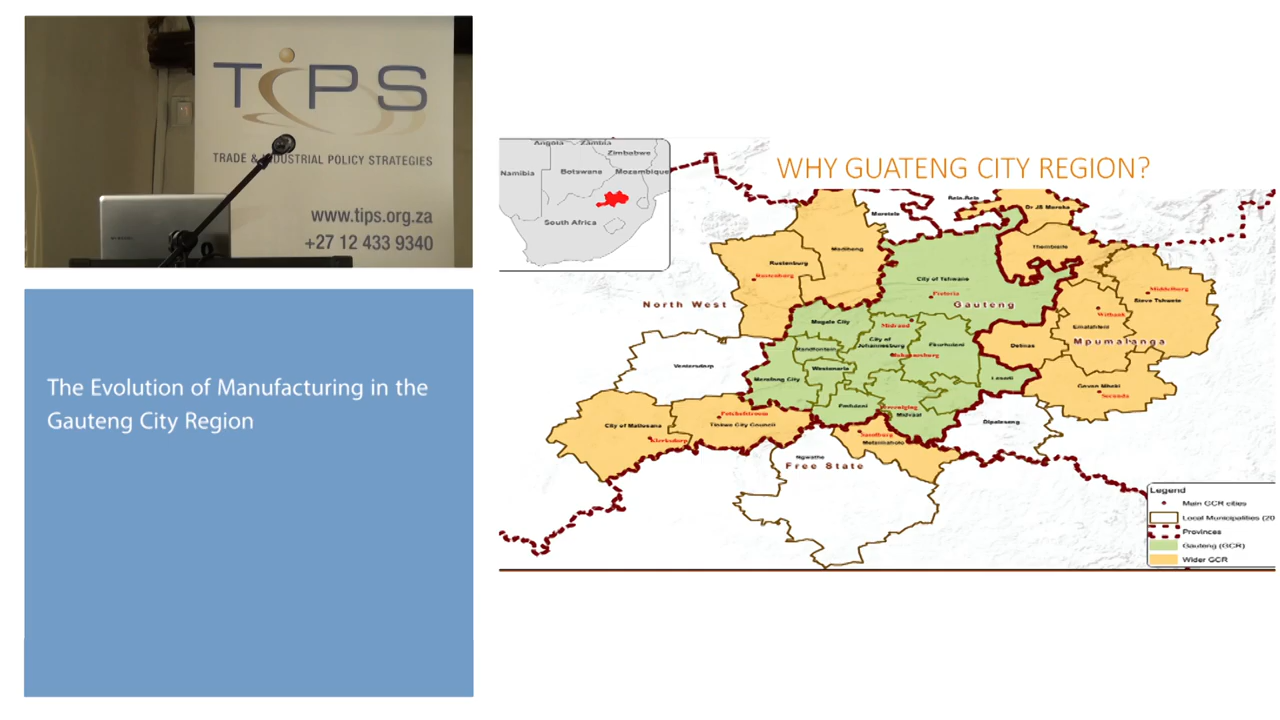 TiPS
TRADE & INDUSTRIAL POLICY STRATEGIES
www.tips.org.za
+27 12 433 9340
The Evolution of Manufacturing in the
Gauteng City Region
WHY GUATENG CITY REGION?
Angola
Zambia
Zimbabwe
Namibia
Botswana
Mozambique
South Africa
Moretele
Dr JS Moroka
Madibeng
Thembisile
Rustenburg
Rustenburg
City of Tshwane
Pretoria
Gauteng
Middelburg
Steve Tshwete
Witbank
Emalahleni
Mpumalanga
North West
Mogale City
Midrand
City of
Johannesburg
Ekurhuleni
Johannesburg
Delmas
Randfontein
Westonaria
Ventersdorp
Merafong City
Lesedi
Govan Mbeki
Secunda
Emfuleni
Vereeniging
Midvaal
Potchefstroom
Tlokwe City Council
City of Matlosana
Klerksdorp
Sasolburg
Metsimaholo
Dipaleseng
Ngwathe
Free State
Legend
Main GCR cities
Local Municipalities (20
Provinces
Gauteng (GCR)
Wider GCR